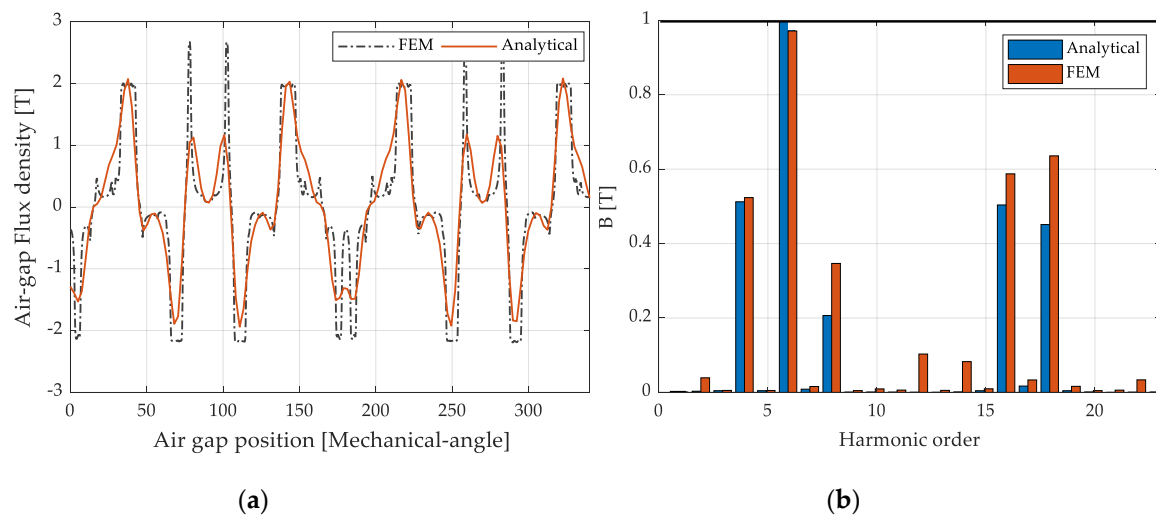 3
2
1
0
-1
-2
-3
Air-gap Flux density [T]
FEM
Analytical
0
50
100
150
200
250
300
Air gap position [Mechanical-angle]
(a)
1
0.8
0.6
0.4
0.2
0
B [T]
Analytical
FEM
0
5
10
15
20
Harmonic order
(b)